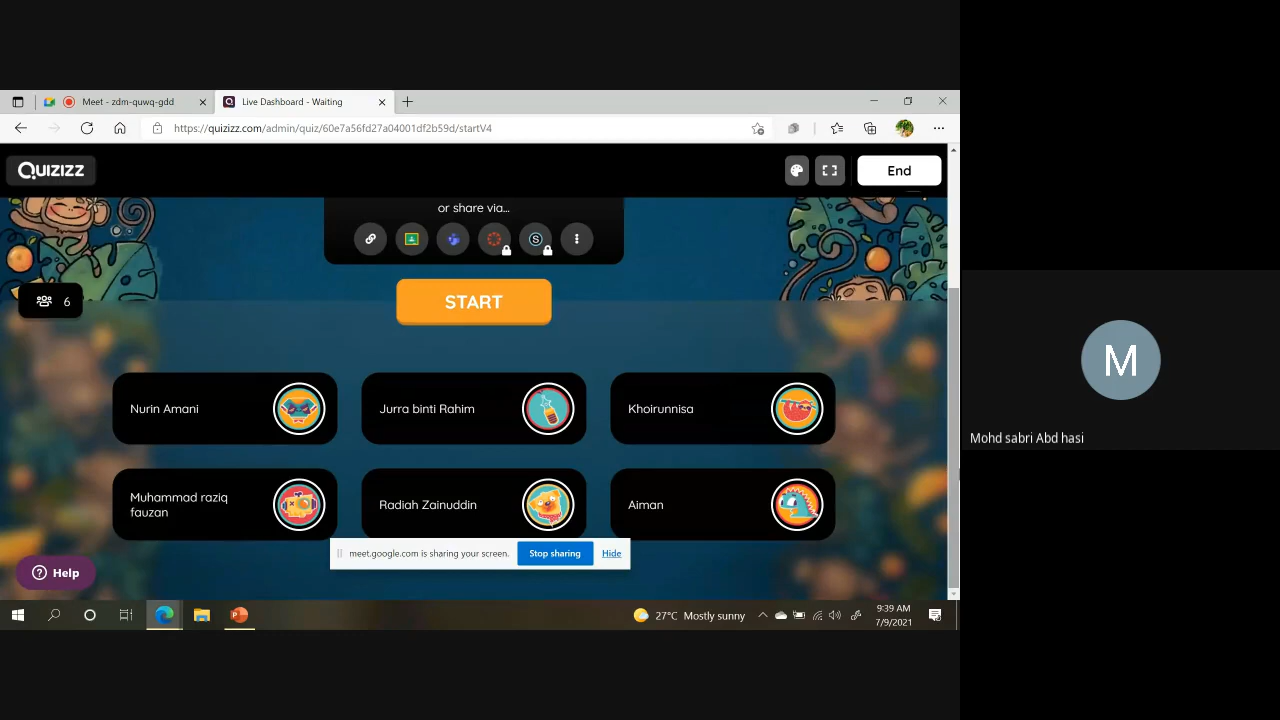 Meet - zdm-quwq-gdd
Live Dashboard - Waiting
https://quizizz.com/admin/quiz/60e7a56fd27a04001df2b59d/startV4
QUIZIZZ
End
or share via...
S
6
START
Nurin Amani
Jurra binti Rahim
Khoirunnisa
Muhammad raziq
fauzan
Radiah Zainuddin
Aiman
meet.google.com is sharing your screen.
Stop sharing
Hide
Help
27°C Mostly sunny
9:39 AM
7/9/2021
M
Mohd sabri Abd hasi